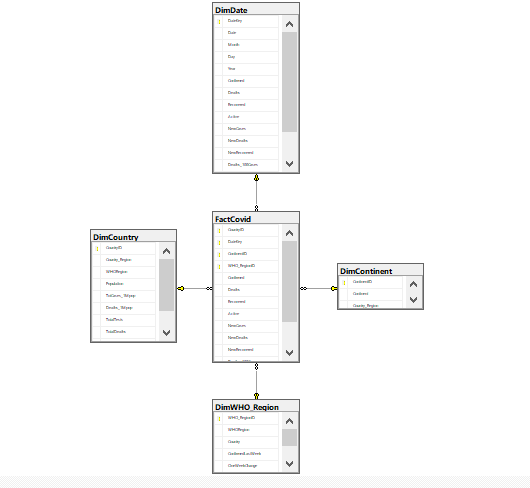 DimDate
DateKey
Date
Month
Day
Year
Confirmed
Deaths
Recovered
Active
NewCases
NewDeaths
NewRecovered
Deaths_100Cases
FactCovid
CountryID
DateKey
ContinentID
WHO_RegionID
Confirmed
Deaths
Recovered
Active
NewCases
NewDeaths
NewRecovered
DimCountry
CountryID
Country_Region
WHORegion
Population
TotCases_1Mpop
Deaths_1Mpop
TotalTests
TotalDeaths
DimContinent
ContinentID
Continent
Country_Region
DimWHO_Region
WHO_RegionID
WHORegion
Country
ConfirmedLastWeek
OneWeekChange